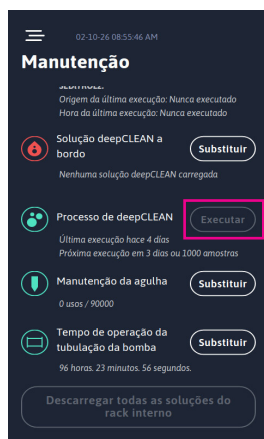 02-10-26 08:55:46 AM
Manutenção
Origem da última execução: Nunca executado
Hora da última execução: Nunca executado
Solução deepCLEAN a
bordo
Substituir
Nenhuma solução deepCLEAN carregada
Processo de deepCLEAN
Executar
Última execução hace 4 dias
Próxima execução em 3 dias ou 1000 amostras
Manutenção da agulha
Substituir
0 usos / 90000
Tempo de operação da
tubulação da bomba
Substituir
96 horas. 23 minutos. 56 segundos.
Descarregar todas as soluções do
rack interno